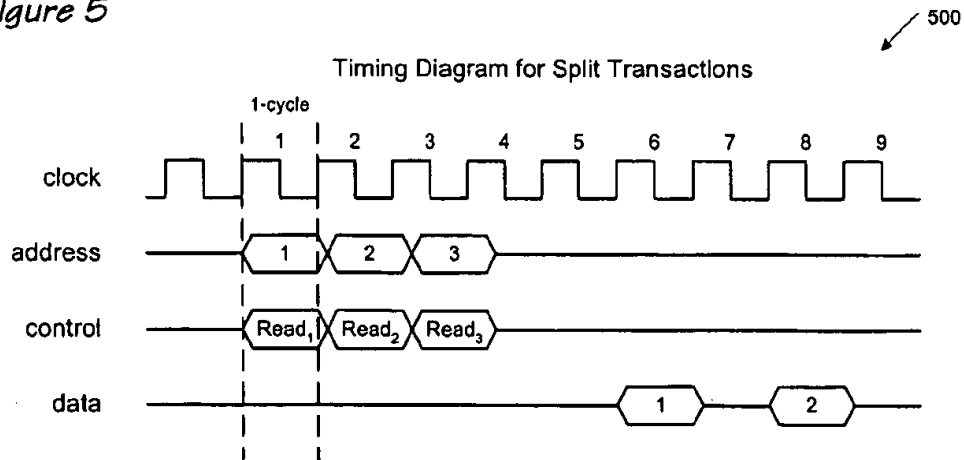 igure 5
500
Timing Diagram for Split Transactions
1-cycle
1 2 3 4 5 6 7 8 9
clock
address 1 2 3
control Read₁ Read₂ Read₃
data 1 2